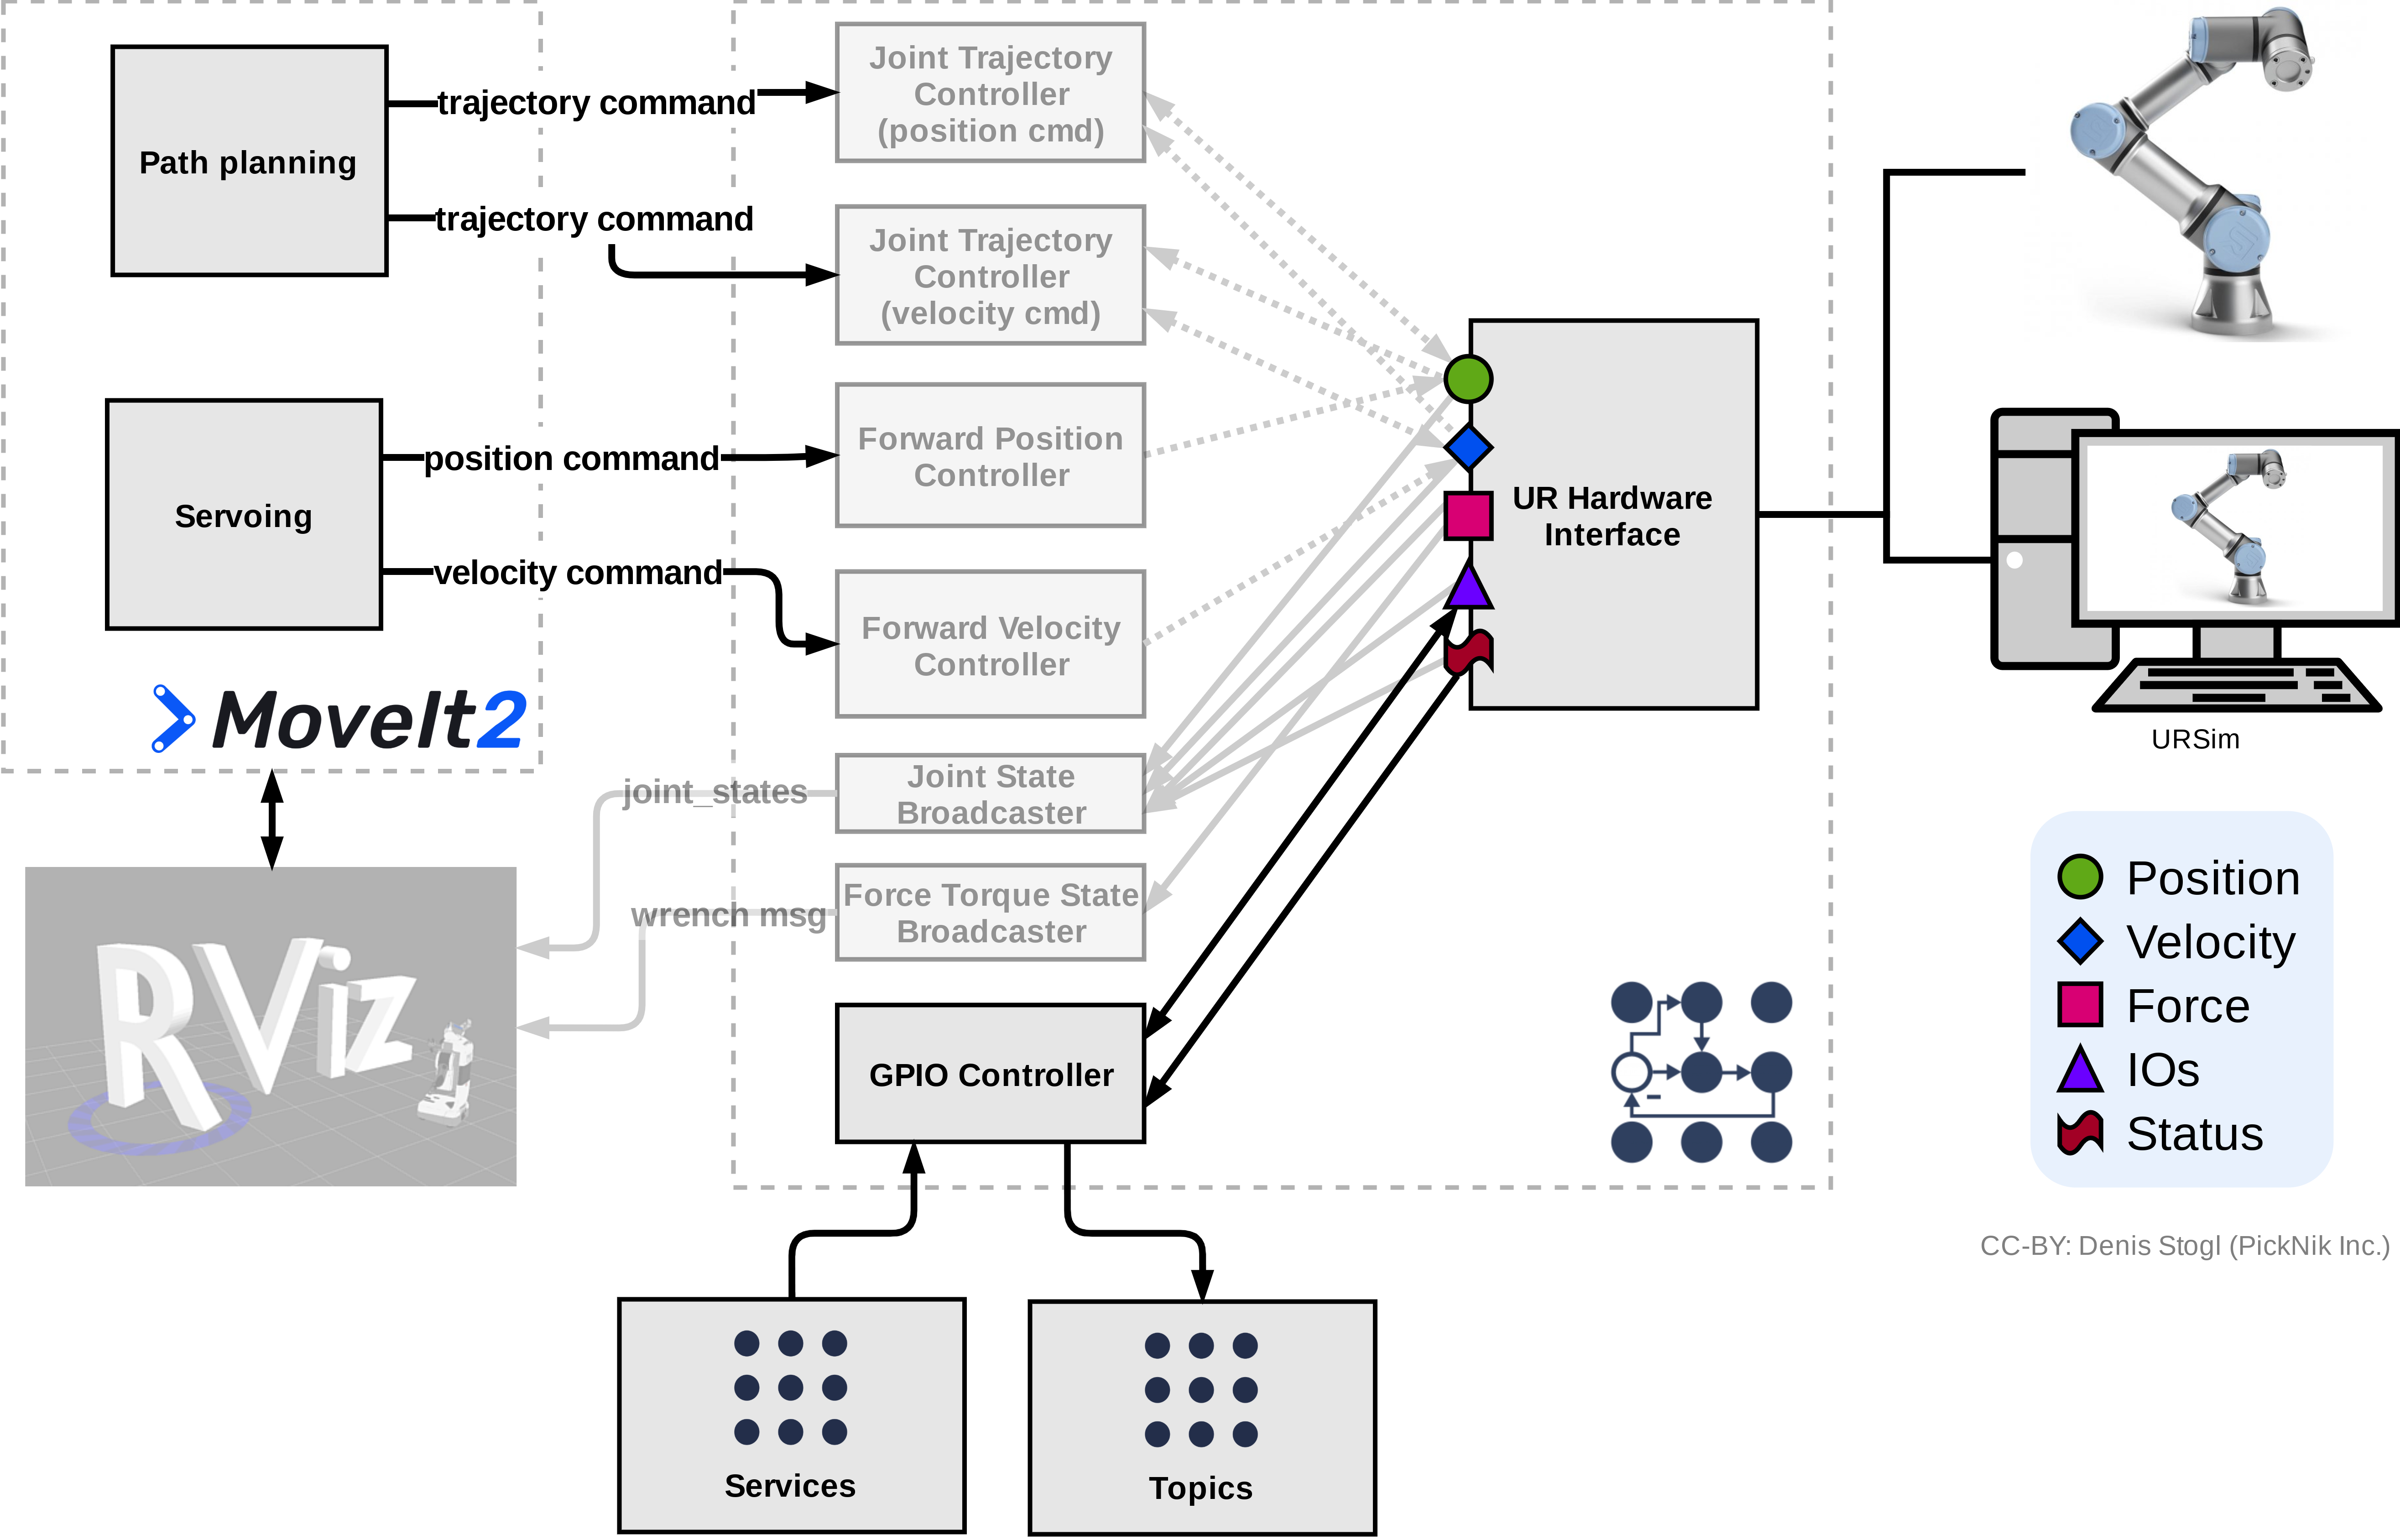 Path planning
trajectory command
trajectory command
Servoing
position command
velocity command
MoveIt2
Joint Trajectory
Controller
(position cmd)
Joint Trajectory
Controller
(velocity cmd)
Forward Position
Controller
Forward Velocity
Controller
joint_states
Joint State
Broadcaster
wrench msg
Force Torque State
Broadcaster
RViz
GPIO Controller
UR Hardware
Interface
Services
Topics
URSim
Position
Velocity
Force
IOs
Status
CC-BY: Denis Stogl (PickNik Inc.)